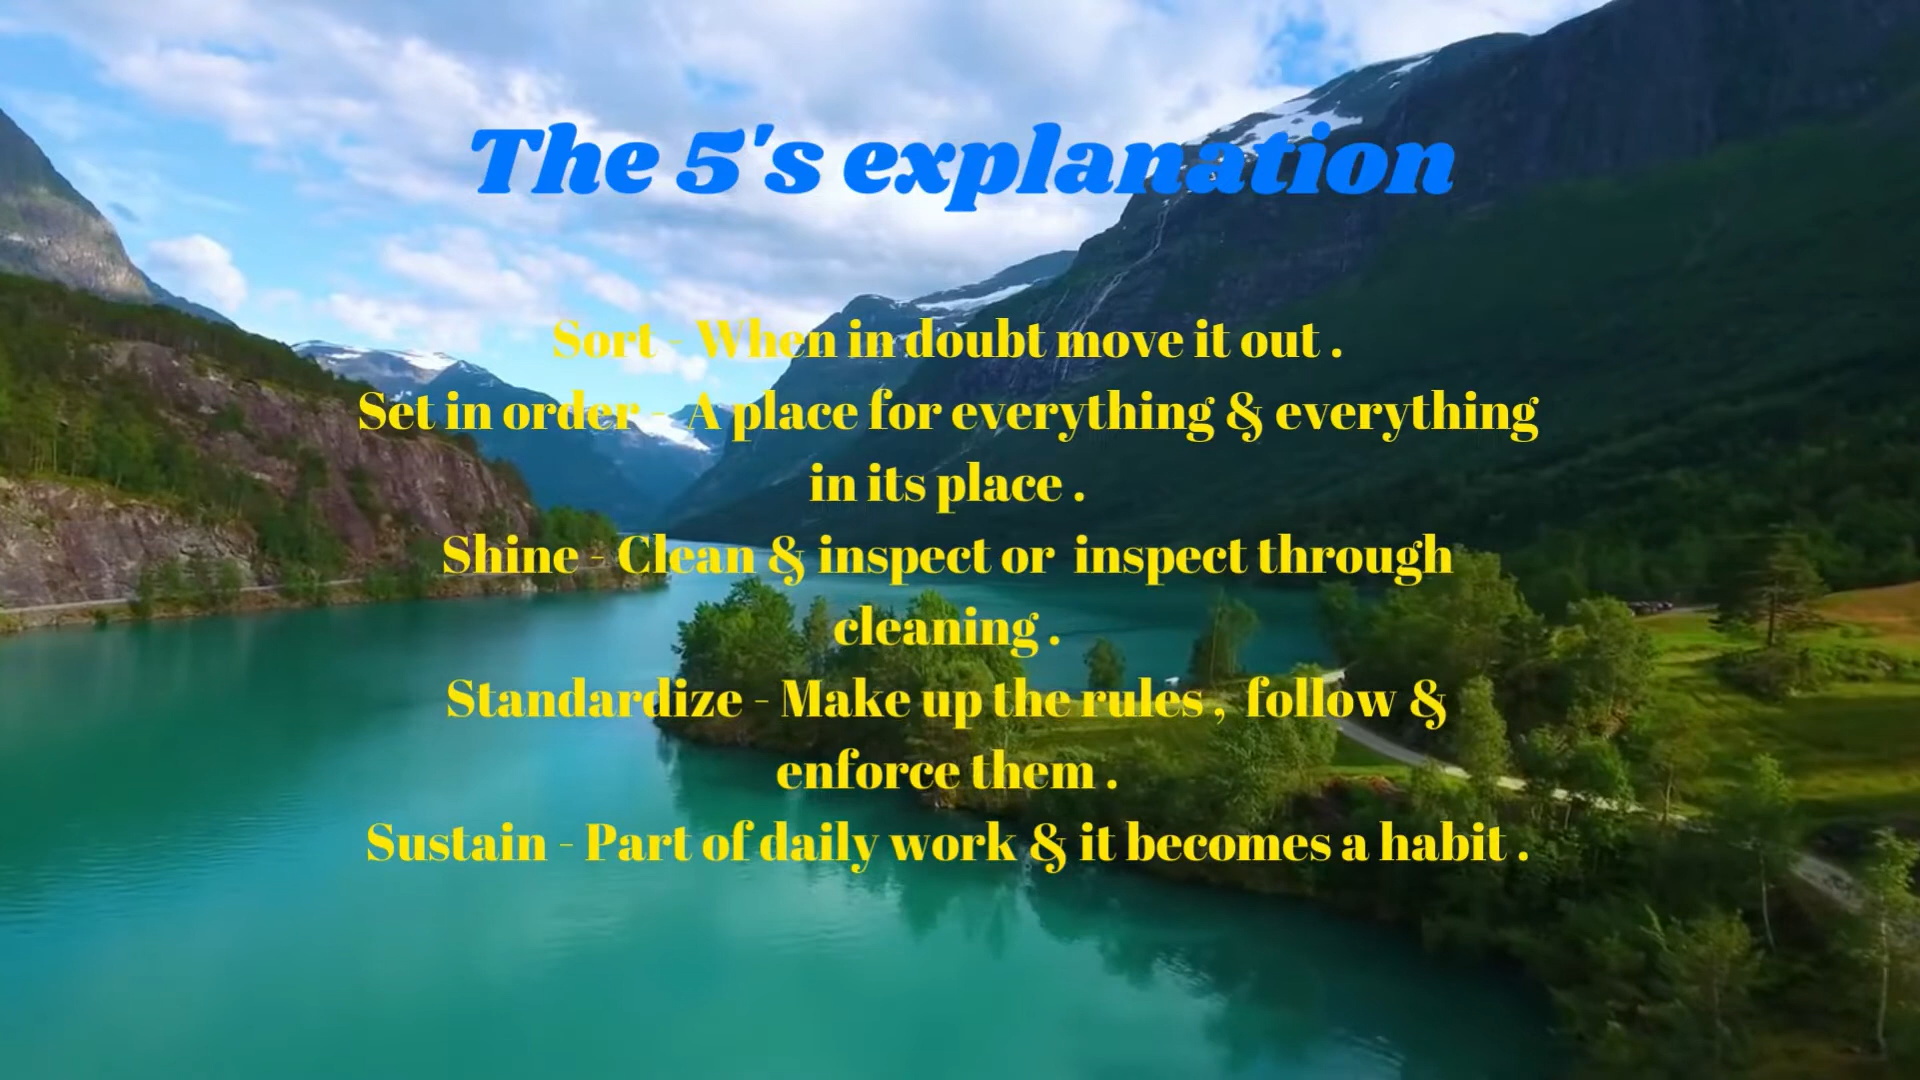 The 5's explanation
Sort - When in doubt move it out .
Set in order - A place for everything & everything
in its place .
Shine - Clean & inspect or inspect through
cleaning .
Standardize - Make up the rules , follow &
enforce them .
Sustain - Part of daily work & it becomes a habit .